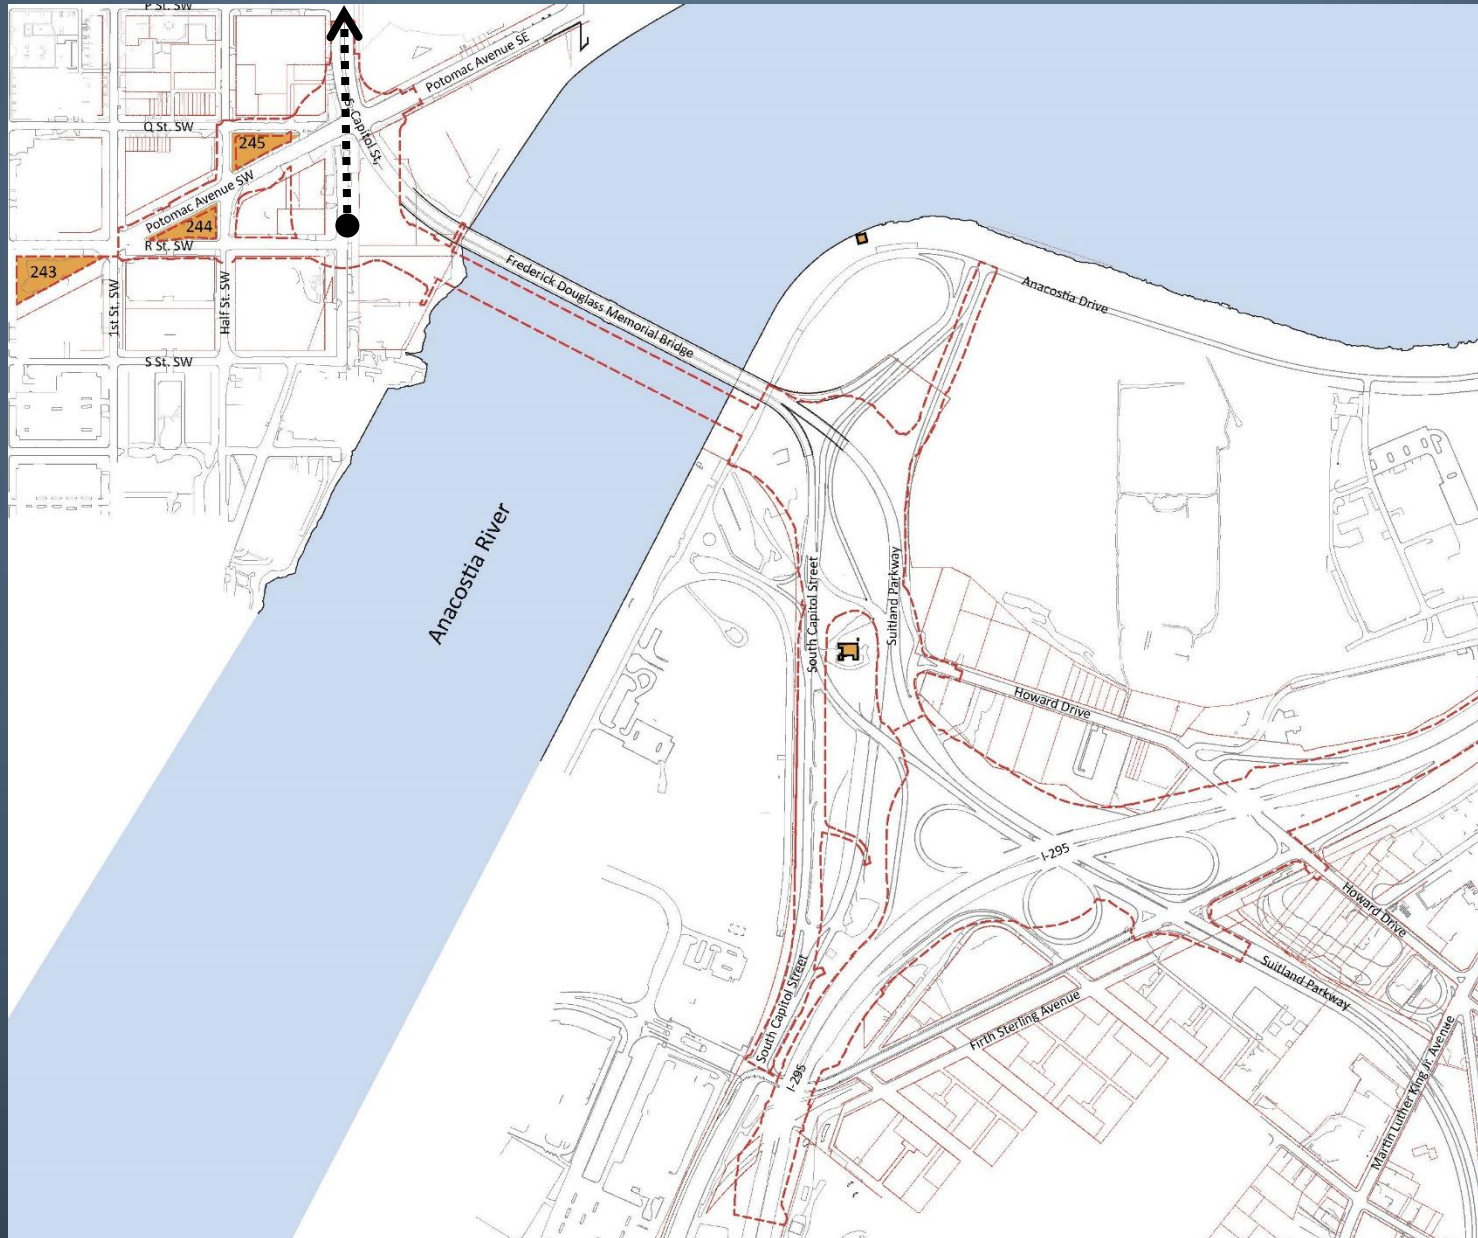 P St. SW
Potomac Avenue SE
S. Capitol St.
Q St. SW
245
Potomac Avenue SW
244
R St. SW
243
1st St. SW
Half St. SW
S St. SW
Frederick Douglass Memorial Bridge
Anacostia Drive
Anacostia River
South Capitol Street
Suitland Parkway
Howard Drive
I-295
Howard Drive
Suitland Parkway
South Capitol Street
Firth Sterling Avenue
I-295
Martin Luther King Jr. Avenue